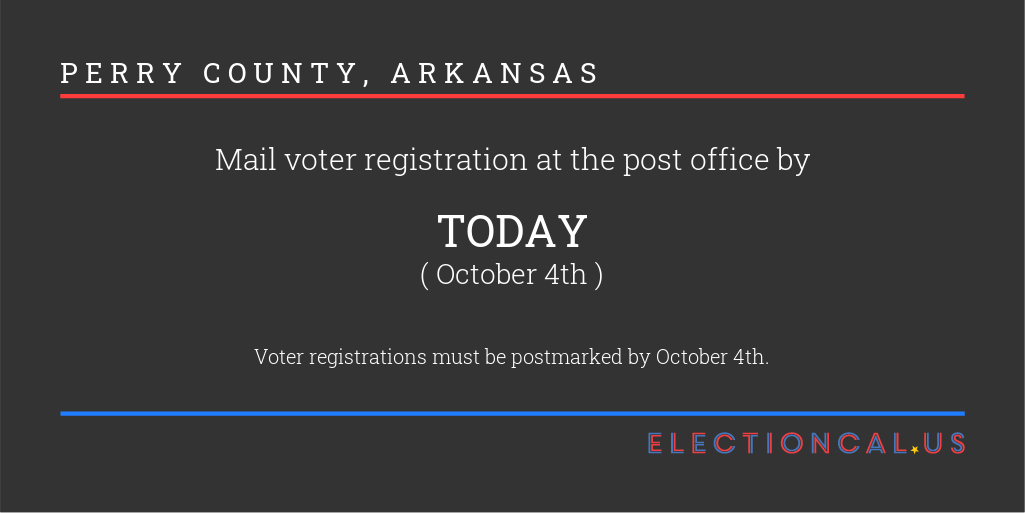 PERRY COUNTY, ARKANSAS
Mail voter registration at the post office by
TODAY
( October 4th )
Voter registrations must be postmarked by October 4th.
ELECTIONCAL.US